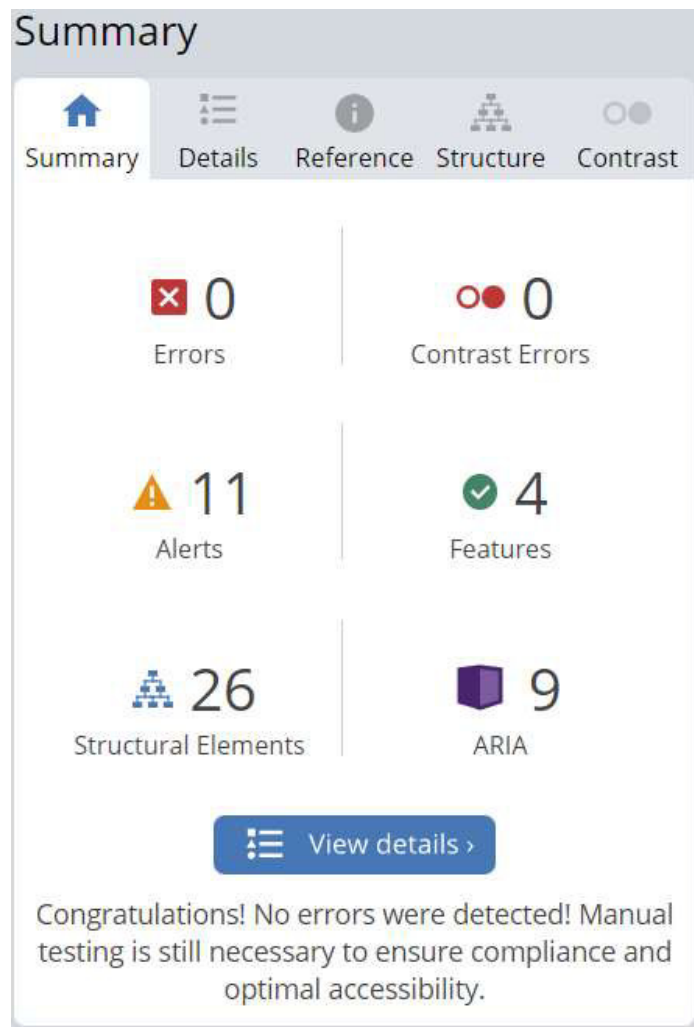 Summary
Summary Details Reference Structure Contrast
0 0
Errors Contrast Errors
11 4
Alerts Features
26 9
Structural Elements ARIA
View details ›
Congratulations! No errors were detected! Manual
testing is still necessary to ensure compliance and
optimal accessibility.